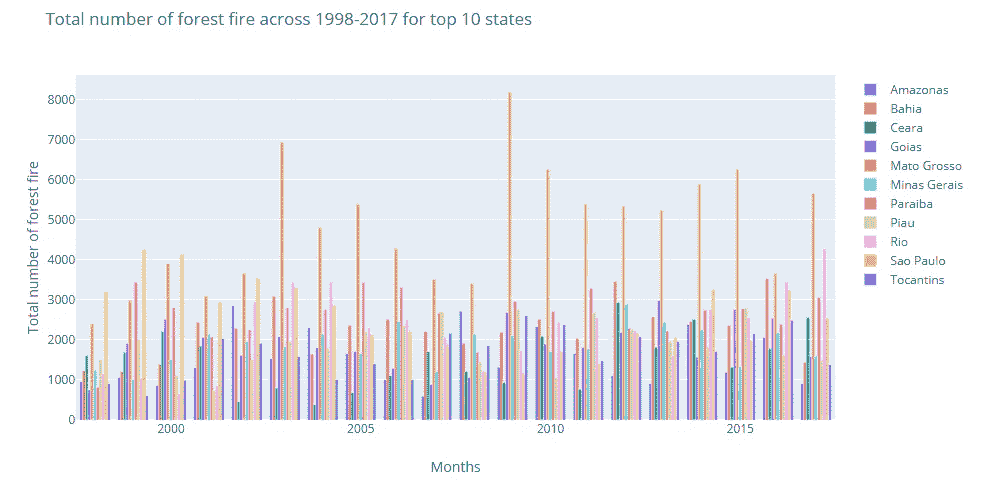 Total number of forest fire across 1998-2017 for top 10 states
Total number of forest fire
8000
7000
6000
5000
4000
3000
2000
1000
0
2000
2005
2010
2015
Months
Amazonas
Bahia
Ceara
Goias
Mato Grosso
Minas Gerais
Paraiba
Piau
Rio
Sao Paulo
Tocantins